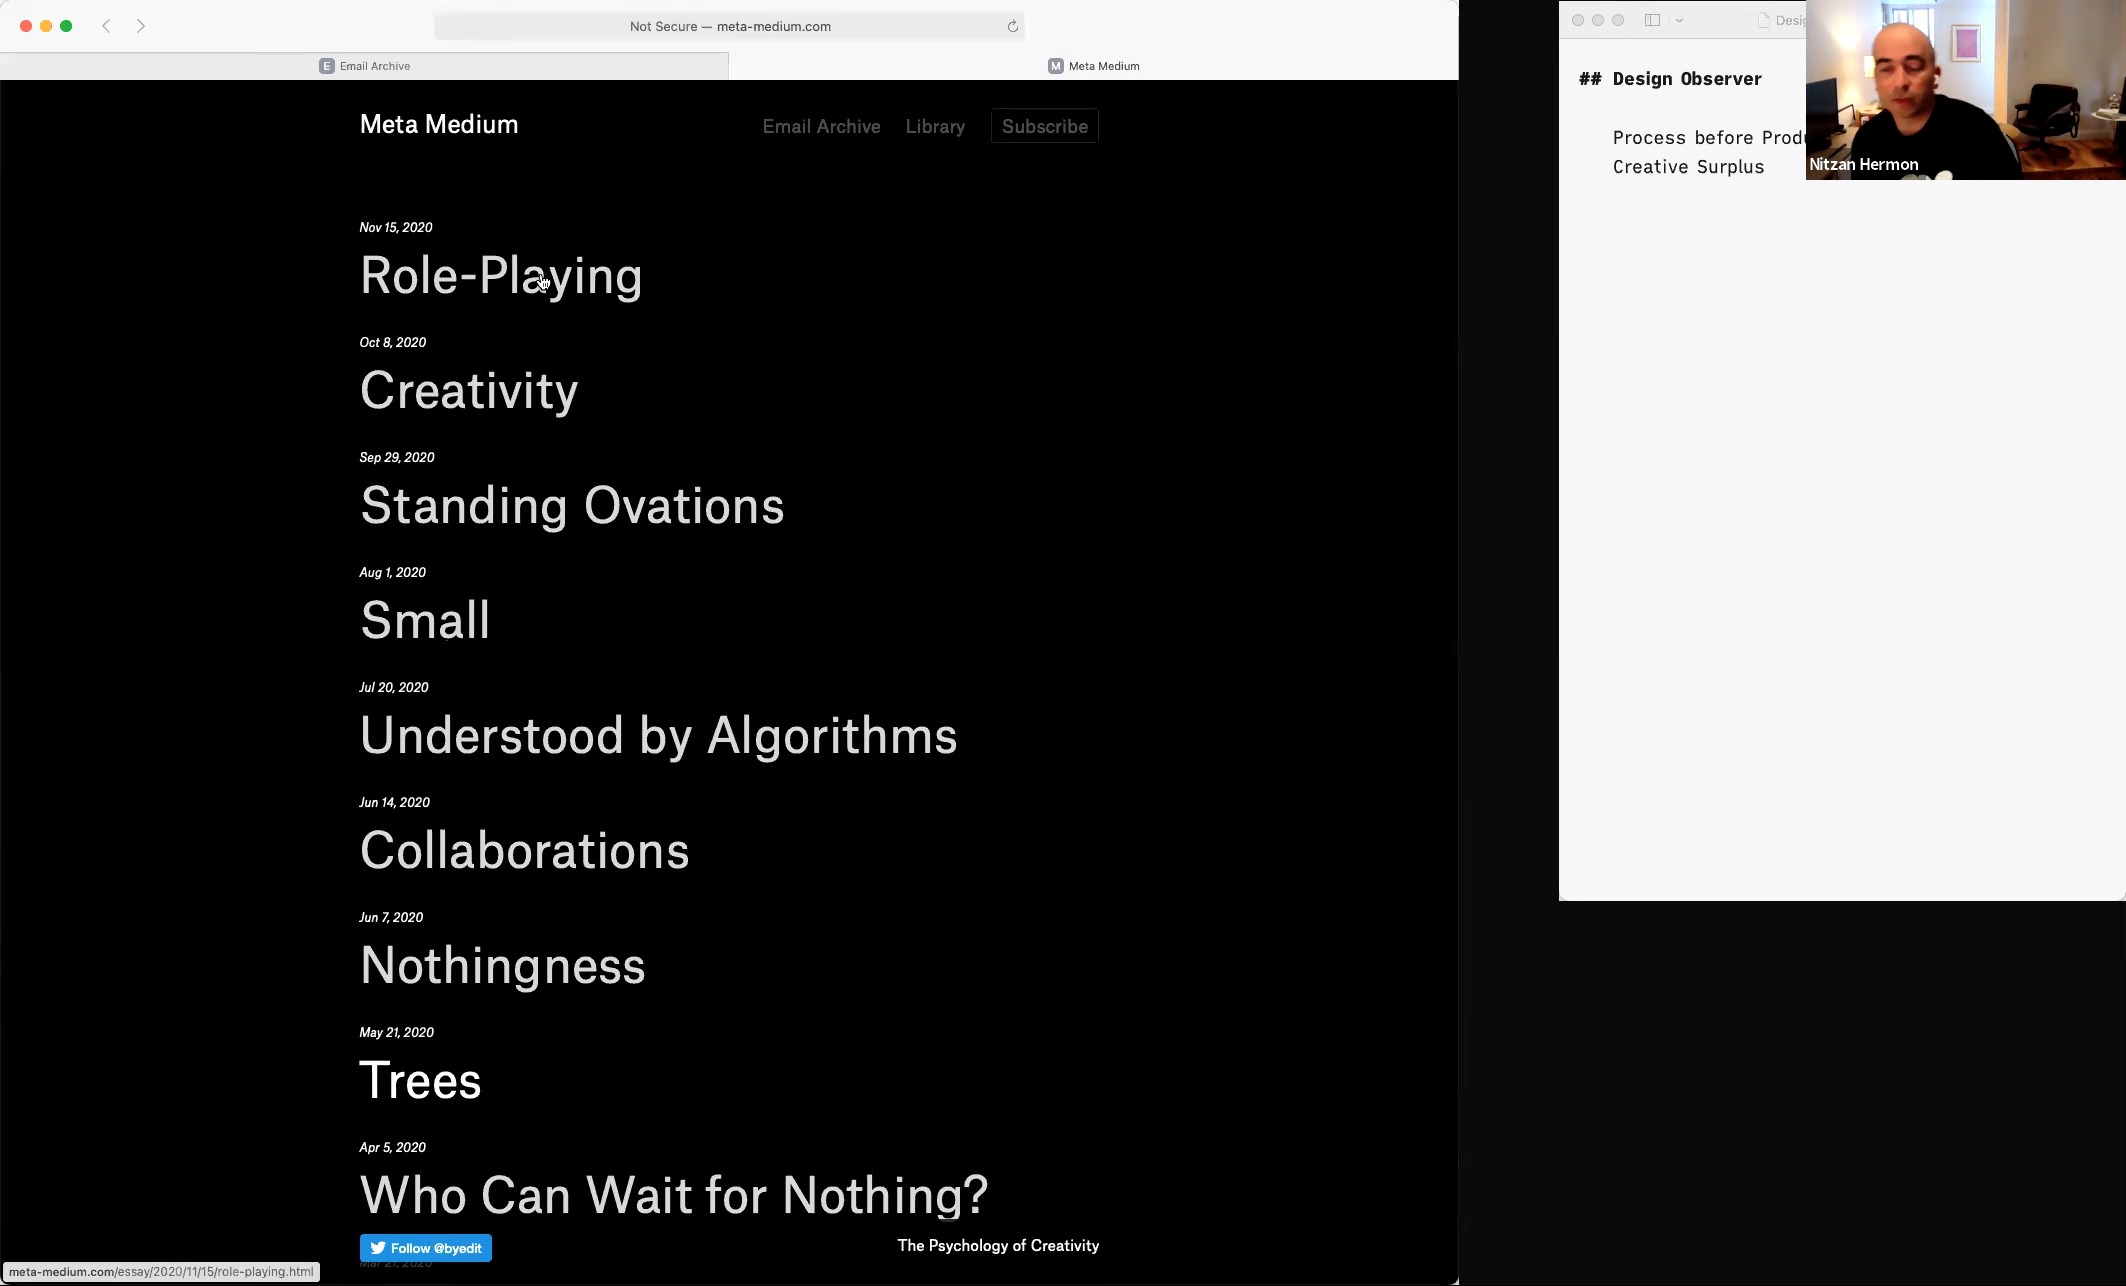 Not Secure — meta-medium.com
E Email Archive
M Meta Medium
Meta Medium
Email Archive
Library
Subscribe
Nov 15, 2020
Role-Playing
Oct 8, 2020
Creativity
Sep 29, 2020
Standing Ovations
Aug 1, 2020
Small
Jul 20, 2020
Understood by Algorithms
Jun 14, 2020
Collaborations
Jun 7, 2020
Nothingness
May 21, 2020
Trees
Apr 5, 2020
Who Can Wait for Nothing?
Follow @byedit
The Psychology of Creativity
Mar 21, 2020
meta-medium.com/essay/2020/11/15/role-playing.html
## Design Observer
Process before
Creative Surplus
Nitzan Hermon